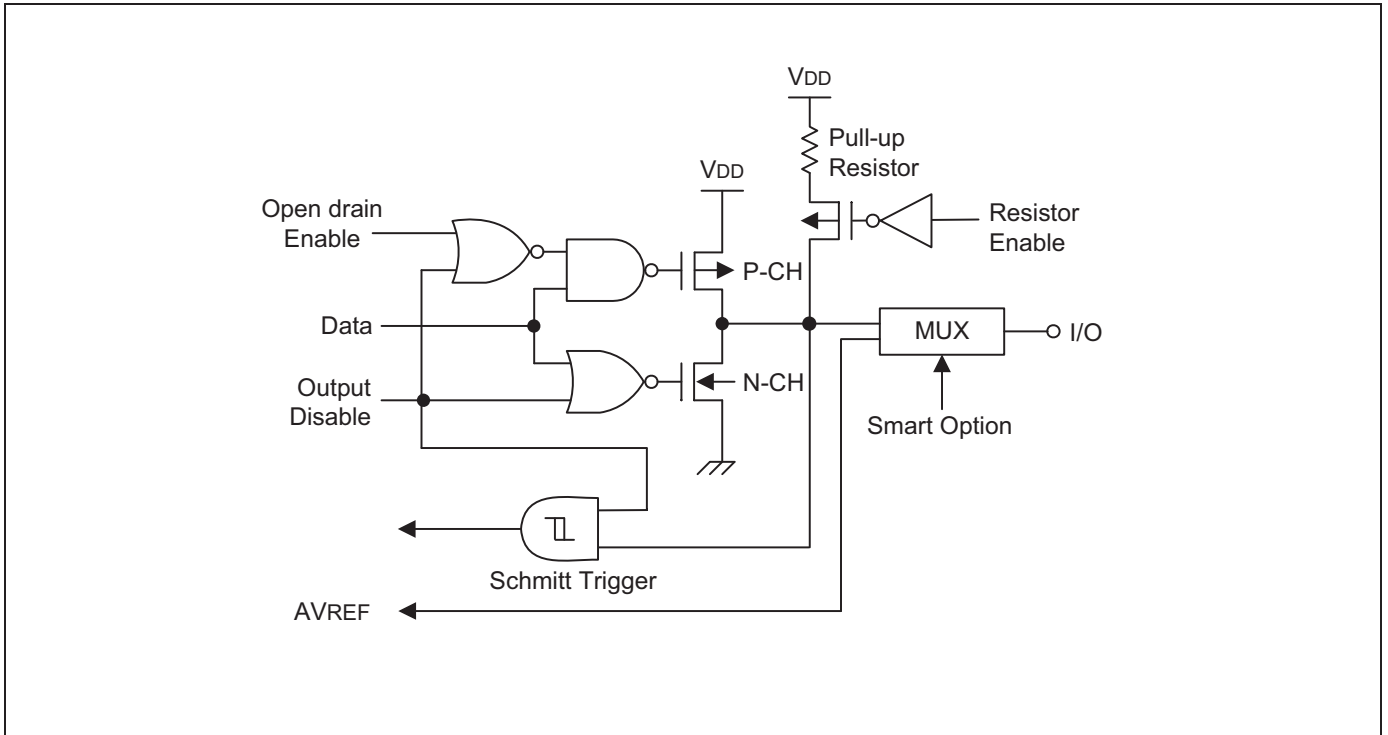 VDD
Pull-up
Resistor
VDD
Open drain
Enable
Resistor
Enable
P-CH
Data
MUX
I/O
N-CH
Output
Disable
Smart Option
Schmitt Trigger
AVREF